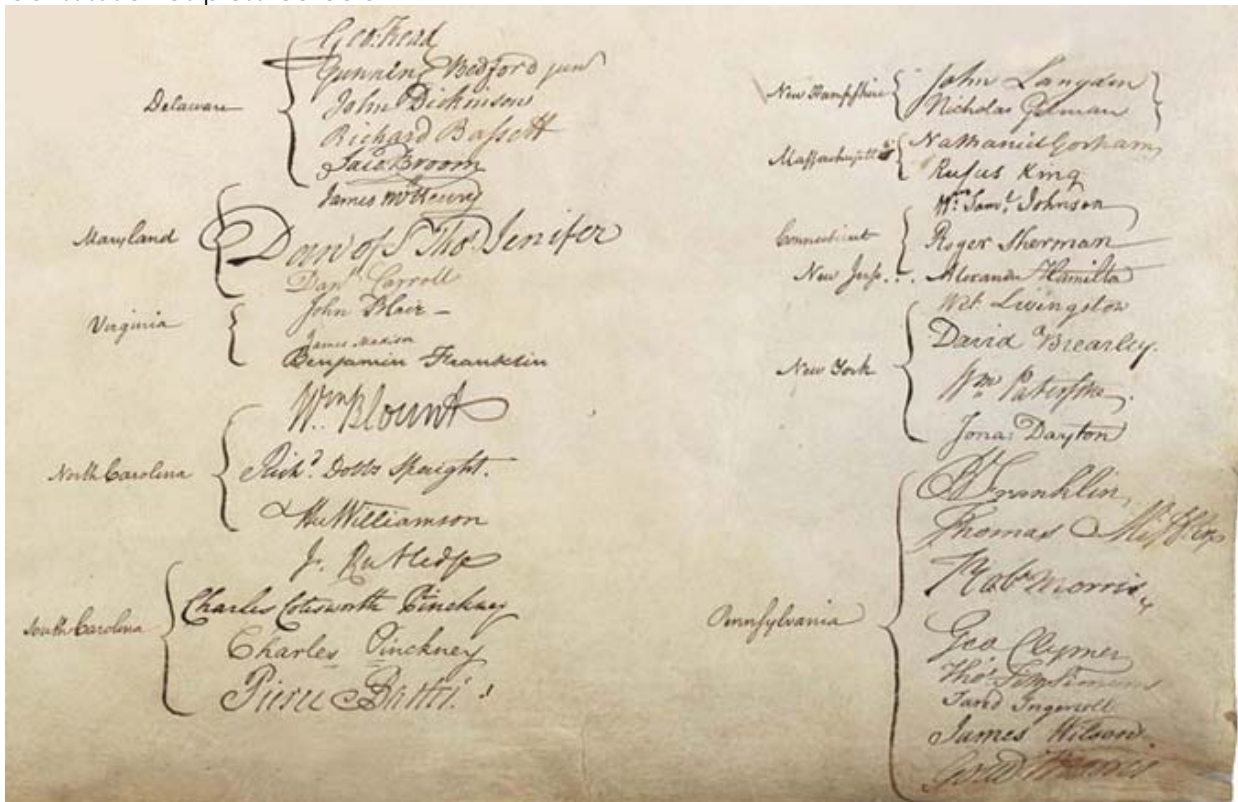 Delaware
Geo: Read
Gunning Bedford jun
John Dickinson
Richard Bassett
Jaco Broom
Maryland
James McHenry
Dan of S Tho. Jenifer
Danl Carroll
Virginia
John Blair –
James Madison
Benjamin Franklin
North Carolina
Wm Blount
Richd. Dobbs Spaight.
Hu Williamson
South Carolina
J. Rutledge
Charles Cotesworth Pinckney
Charles Pinckney
Pierce
New Hampshire
John Langdon
Nicholas Gilman
Massachusetts
Nathaniel Gorham
Rufus King
Connecticut
Wm. Saml. Johnson
Roger Sherman
New Jerse...
Alexander Hamilton
New York
Wil. Livingston
David Brearley.
Wm. Paterson.
Jona: Dayton
Pennsylvania
B Franklin
Thomas Mifflin
Robt Morris
Geo Clymer
Thos. FitzSimons
Jared Ingersoll
James Wilson.